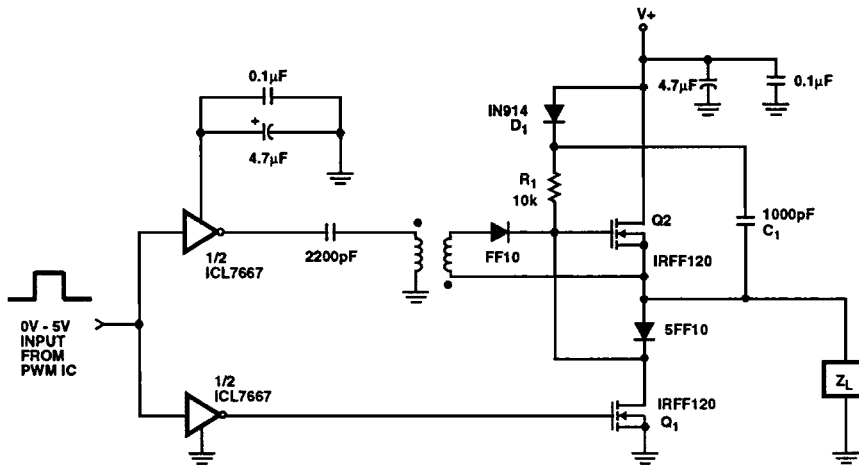 V+
0.1µF
4.7µF
0.1µF
IN914
D1
+
4.7µF
R1
10k
Q2
1000pF
C1
1/2
ICL7667
2200pF
FF10
IRFF120
0V - 5V
INPUT
FROM
PWM IC
5FF10
ZL
1/2
ICL7667
IRFF120
Q1